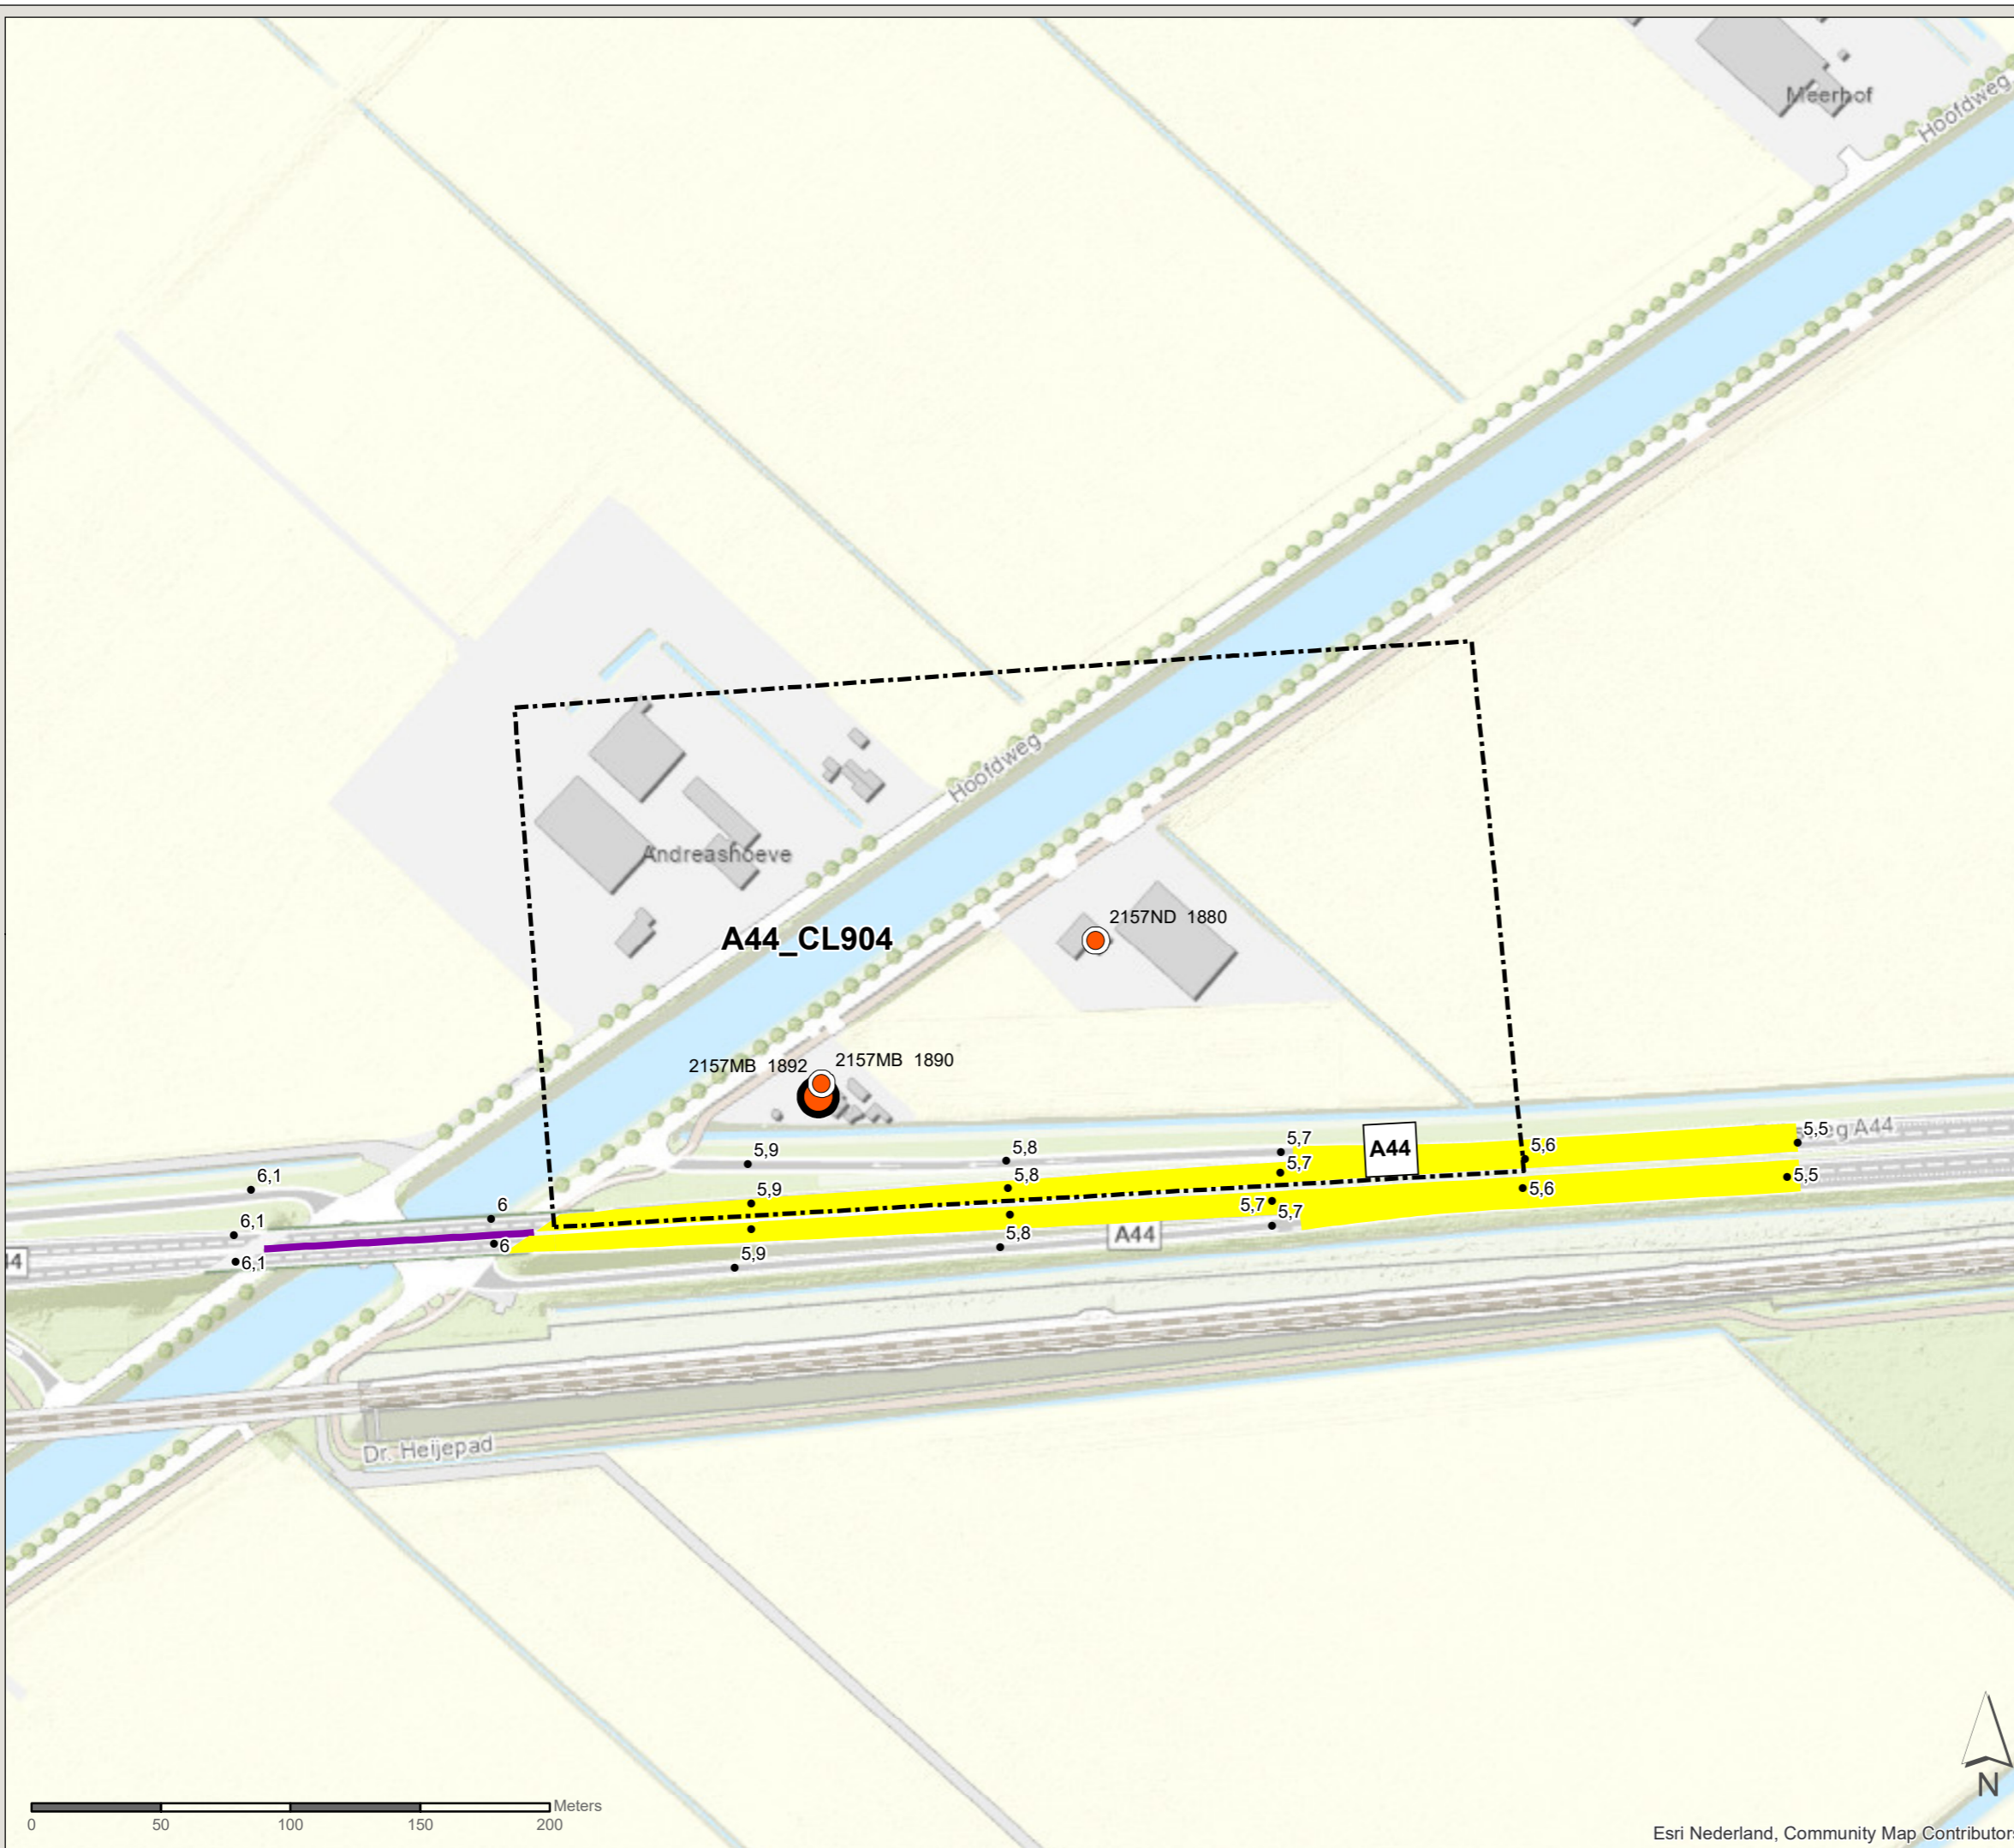 Meerhof
Hoofdweg
Hoofdweg
Andreashoeve
A44_CL904
2157ND 1880
2157MB 1892
2157MB 1890
A44
5,5
eg A44
5,6
5,7
5,7
5,8
5,8
5,9
5,9
6
6,1
6,1
6,1
6
5,9
5,8
5,7
5,7
5,6
5,5
A44
44
Dr. Heijepad
Meters
0 50 100 150 200
N
Esri Nederland, Community Map Contributor